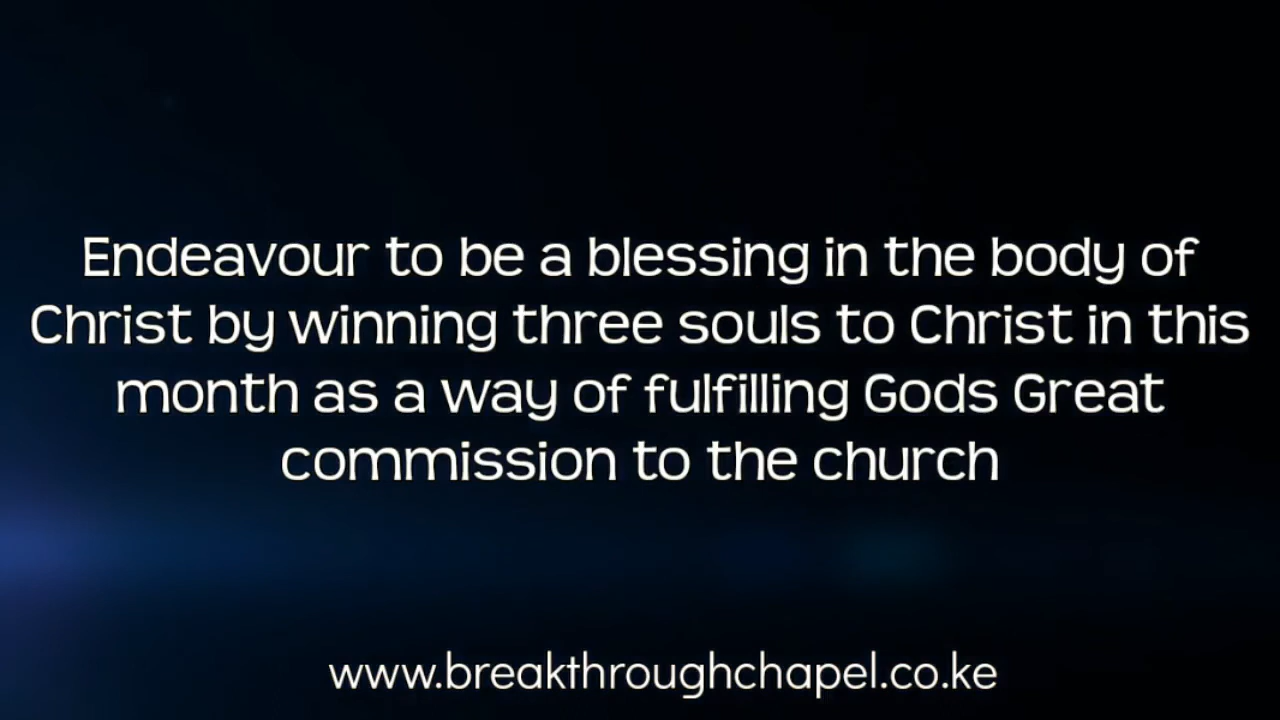 Endeavour to be a blessing in the body of
Christ by winning three souls to Christ in this
month as a way of fulfilling Gods Great
commission to the church
www.breakthroughchapel.co.ke